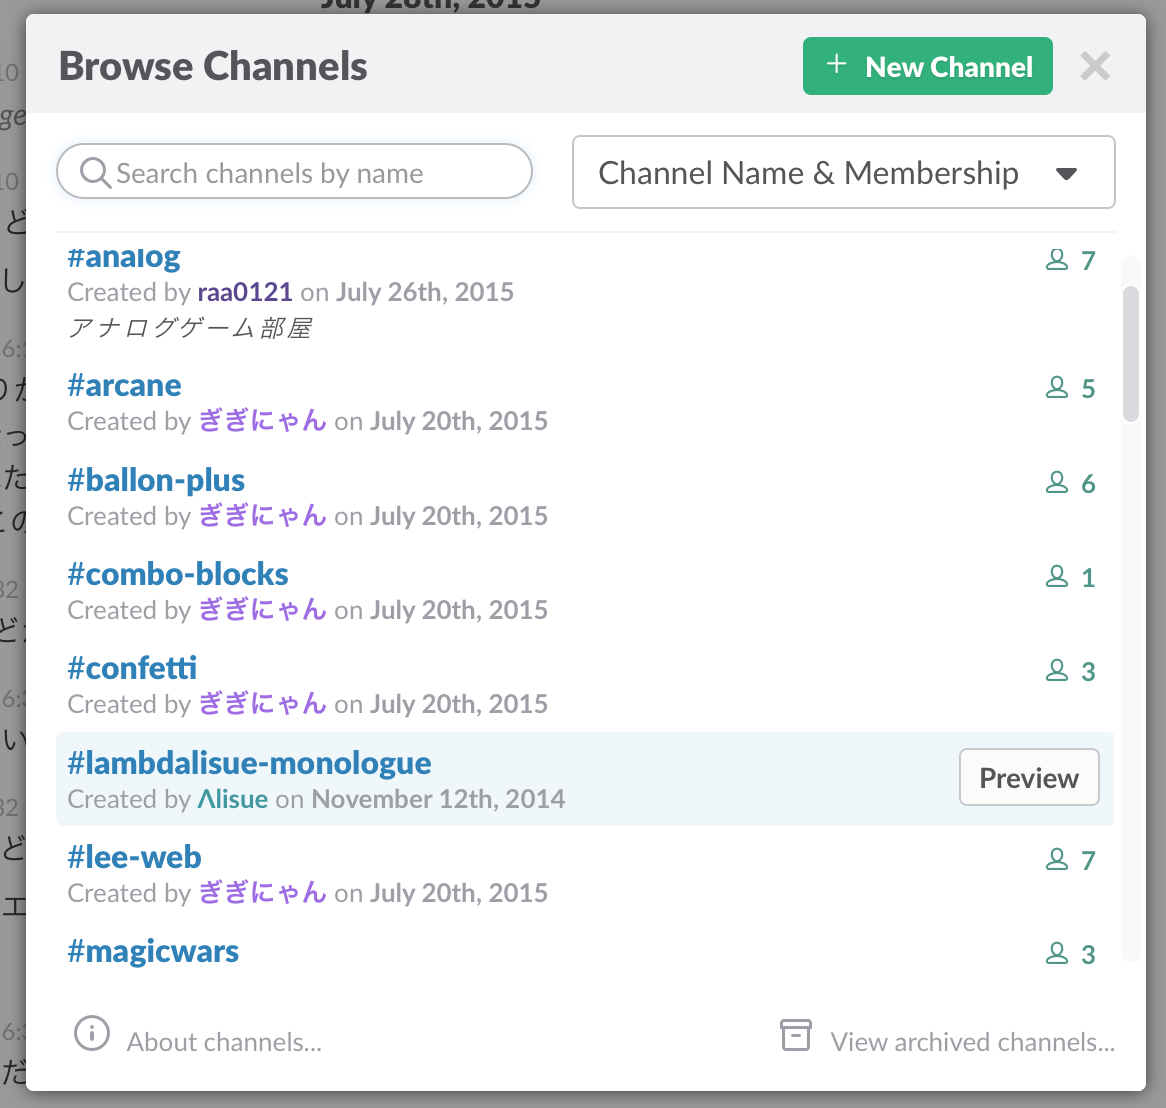 July 28th, 2015
Browse Channels
+ New Channel
Search channels by name
Channel Name & Membership
#analog
7
Created by raa0121 on July 26th, 2015
アナログゲーム部屋
#arcane
5
Created by ぎぎにゃん on July 20th, 2015
#ballon-plus
6
Created by ぎぎにゃん on July 20th, 2015
#combo-blocks
1
Created by ぎぎにゃん on July 20th, 2015
#confetti
3
Created by ぎぎにゃん on July 20th, 2015
#lambdalisue-monologue
Preview
Created by Λlisue on November 12th, 2014
#lee-web
7
Created by ぎぎにゃん on July 20th, 2015
#magicwars
3
About channels...
View archived channels...